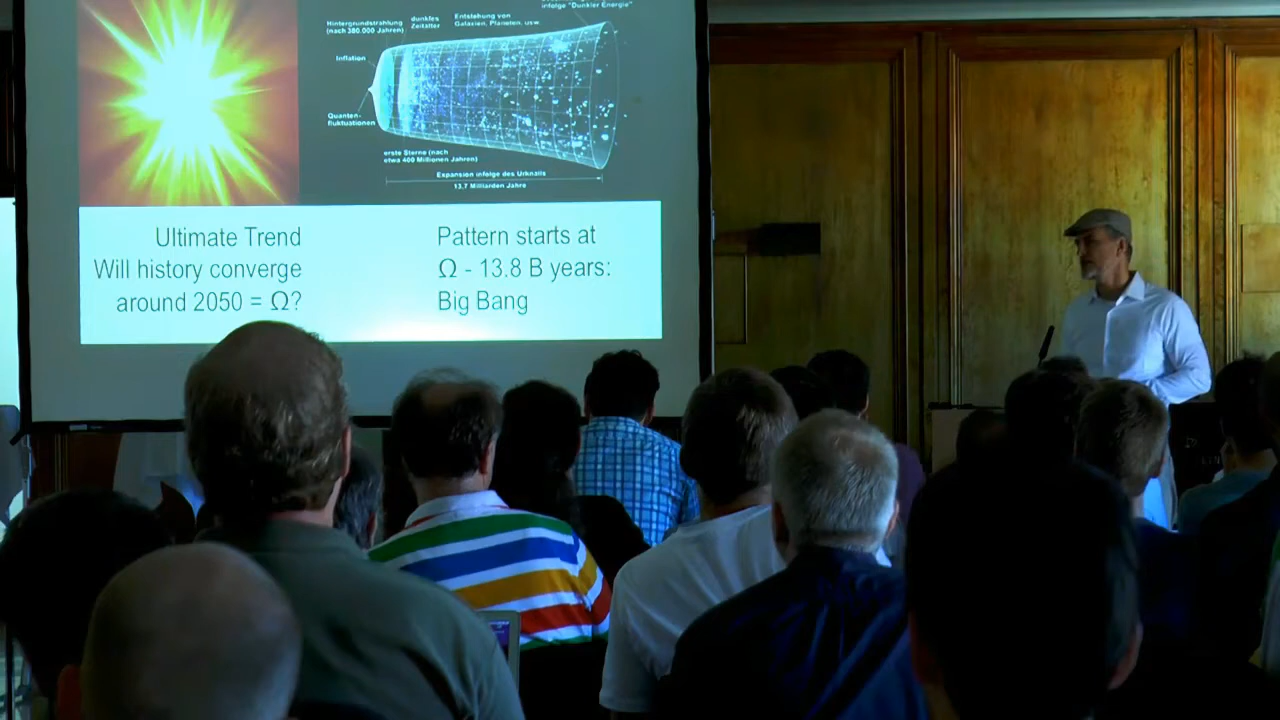 infolge "Dunkler Energie"
Hintergrundstrahlung
(nach 380.000 Jahren)
dunkles
Zeitalter
Entstehung von
Galaxien, Planeten, usw.
Inflation
Quanten-
fluktuationen
erste Sterne (nach
etwa 400 Millionen Jahren)
Expansion infolge des Urknalls
13,7 Milliarden Jahre
Ultimate Trend
Will history converge
around 2050 = Ω?
Pattern starts at
Ω - 13.8 B years:
Big Bang